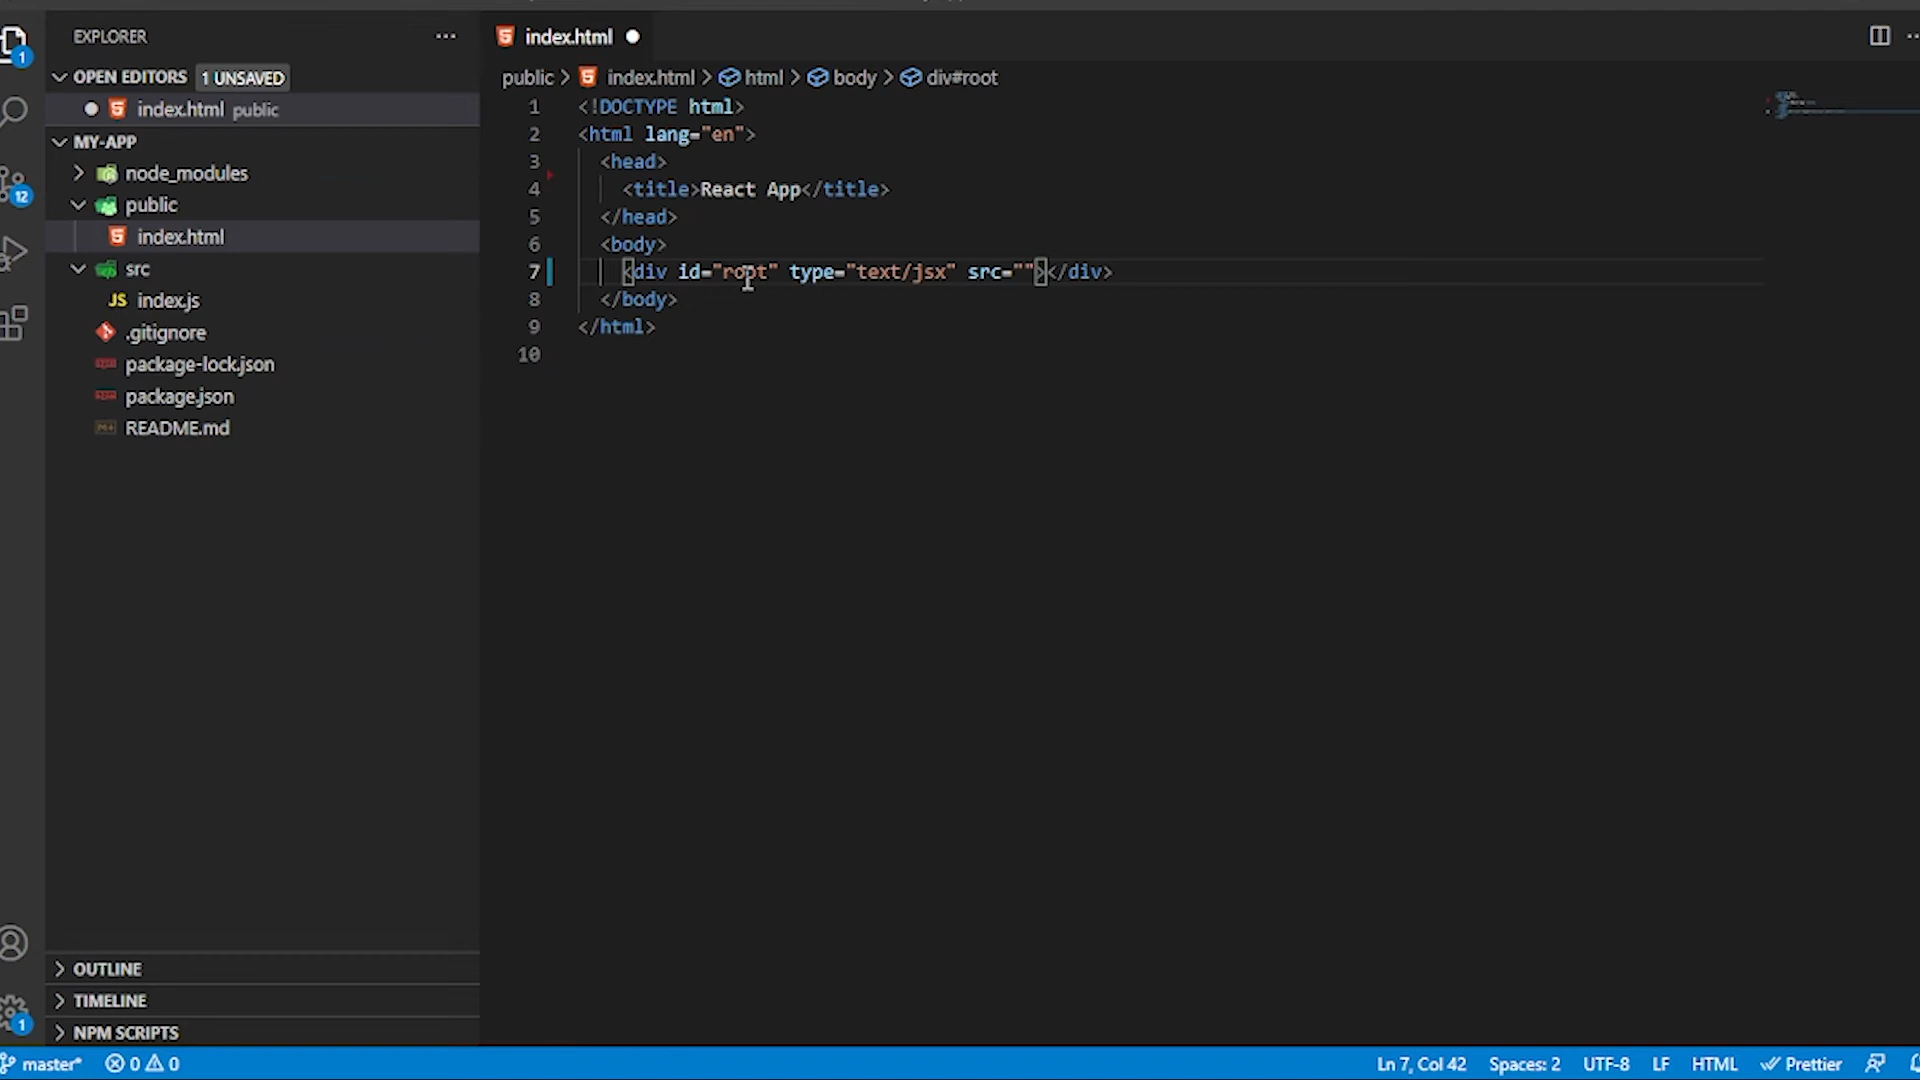 EXPLORER
OPEN EDITORS 1 UNSAVED
index.html public
MY-APP
node_modules
public
index.html
src
JS index.js
.gitignore
package-lock.json
package.json
README.md
OUTLINE
TIMELINE
NPM SCRIPTS
1
12
1
index.html
public > index.html > html > body > div#root
1 <!DOCTYPE html>
2 <html lang="en">
3 <head>
4 <title>React App</title>
5 </head>
6 <body>
7 <div id="root" type="text/jsx" src=""></div>
8 </body>
9 </html>
10
master* 0 0 Ln 7, Col 42 Spaces: 2 UTF-8 LF HTML Prettier